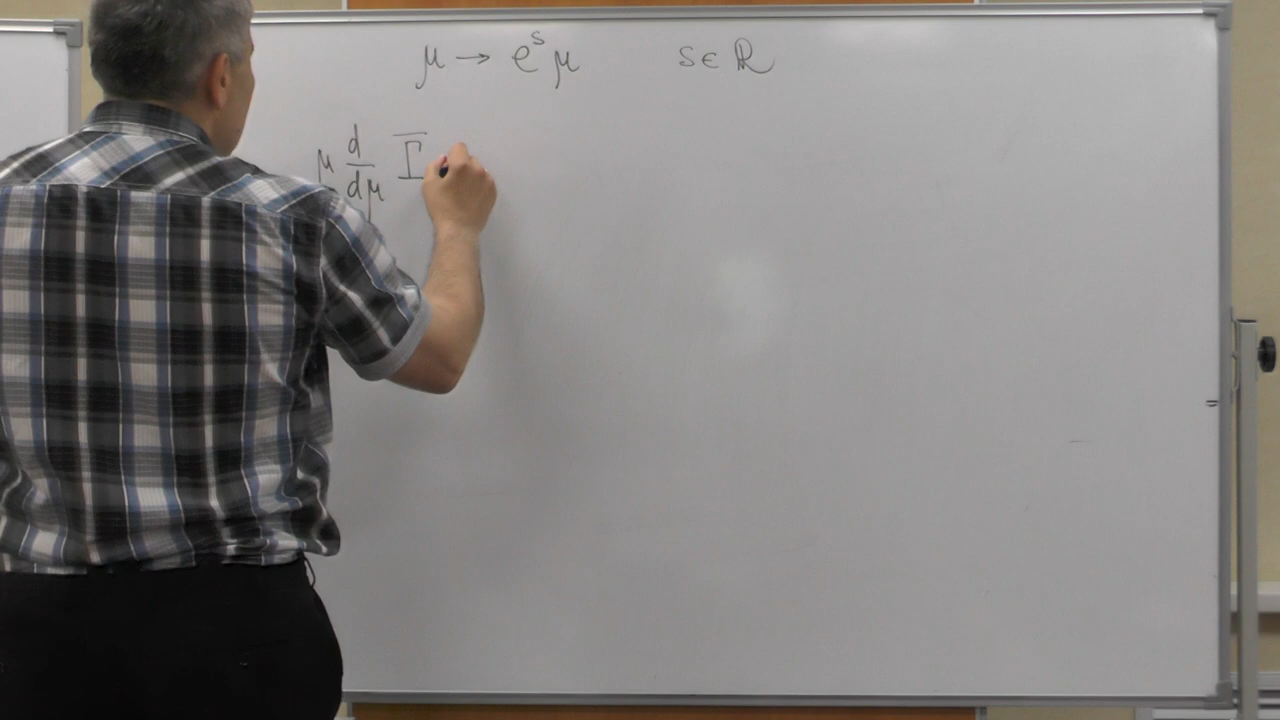 μ → e^s μ s ∈ ℝ
μ d/dμ Γ̅